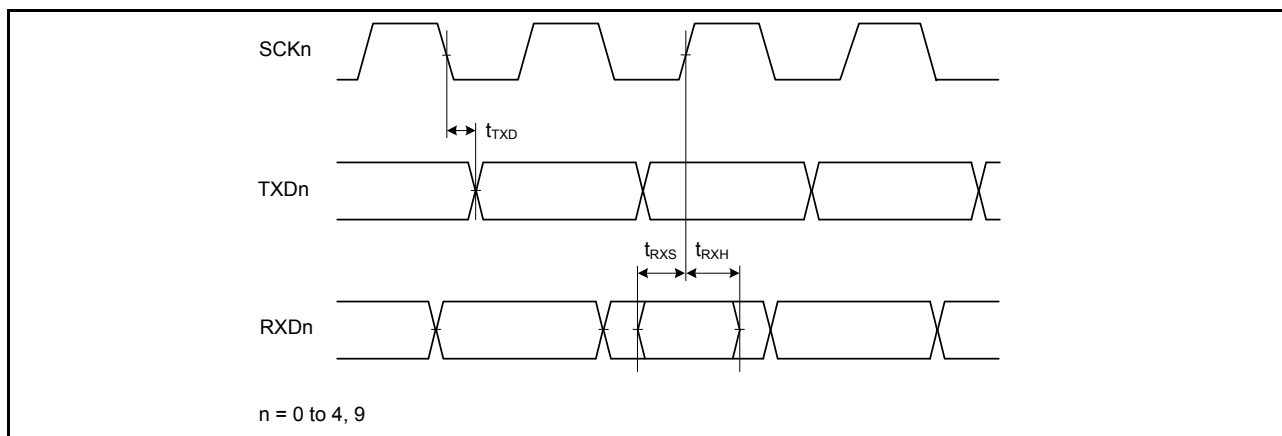 SCKn
tTXD
TXDn
tRXS tRXH
RXDn
n = 0 to 4, 9